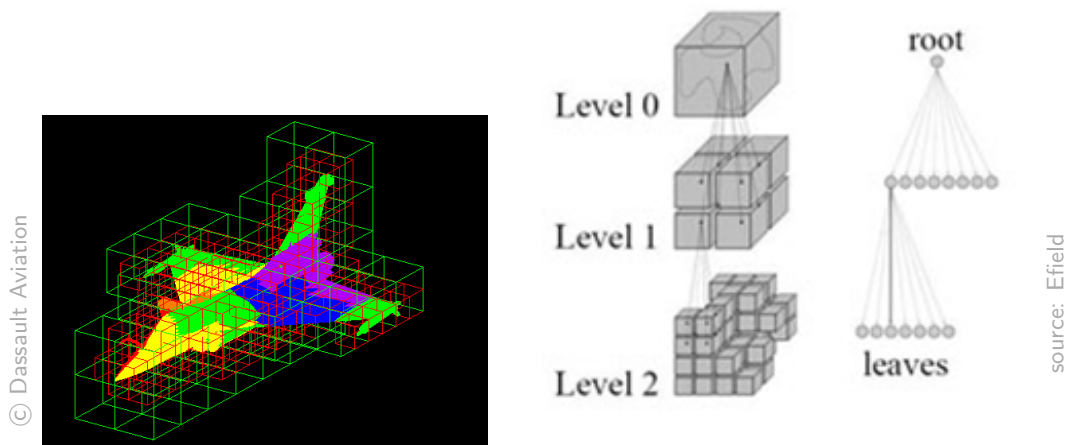 © Dassault Aviation
Level 0
Level 1
Level 2
root
leaves
source: Efield